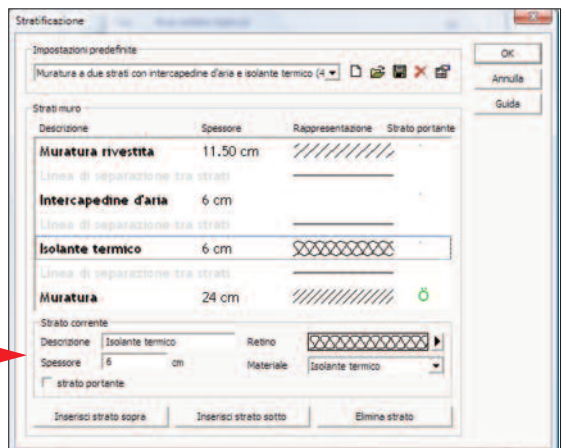 Stratificazione
Impostazioni predefinite
Muratura a due strati con intercapedine d'aria e isolante termico (4
OK
Annulla
Guida
Strati muro
Descrizione Spessore Rappresentazione Strato portante
Muratura rivestita 11.50 cm
Linea di separazione tra strati
Intercapedine d'aria 6 cm
Linea di separazione tra strati
Isolante termico 6 cm
Linea di separazione tra strati
Muratura 24 cm Ö
Strato corrente
Descrizione Isolante termico Retino
Spessore 6 cm Materiale Isolante termico
strato portante
Inserisci strato sopra Inserisci strato sotto Elimina strato